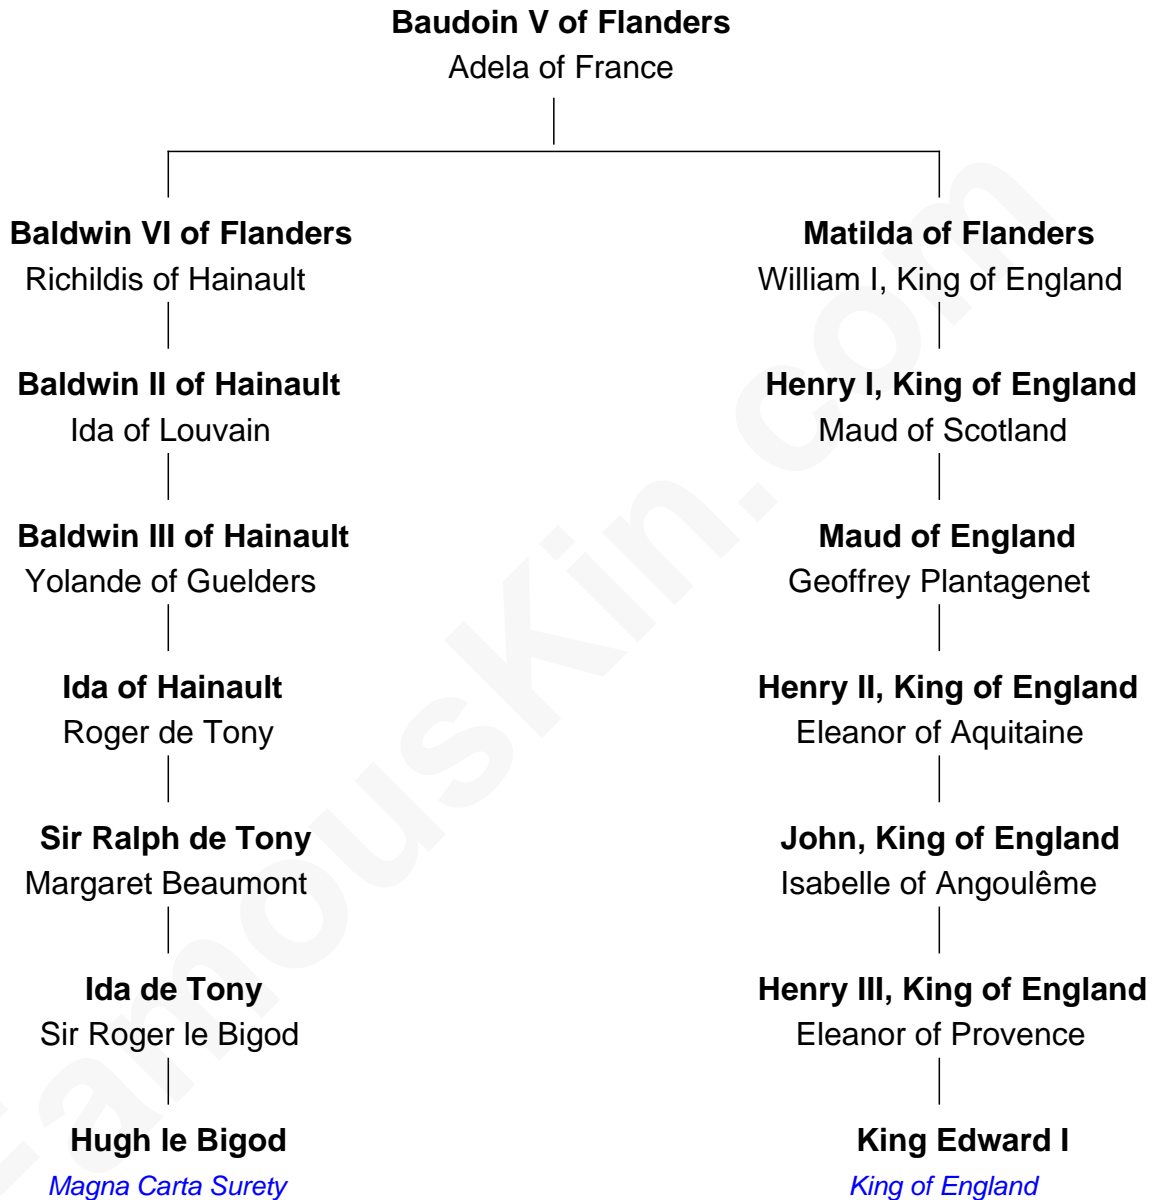 Baudoin V of Flanders
Adela of France
Baldwin VI of Flanders
Richildis of Hainault
Matilda of Flanders
William I, King of England
Baldwin II of Hainault
Ida of Louvain
Henry I, King of England
Maud of Scotland
Baldwin III of Hainault
Yolande of Guelders
Maud of England
Geoffrey Plantagenet
Ida of Hainault
Roger de Tony
Henry II, King of England
Eleanor of Aquitaine
Sir Ralph de Tony
Margaret Beaumont
John, King of England
Isabelle of Angoulême
Ida de Tony
Sir Roger le Bigod
Henry III, King of England
Eleanor of Provence
Hugh le Bigod
Magna Carta Surety
King Edward I
King of England
FamousKin.com